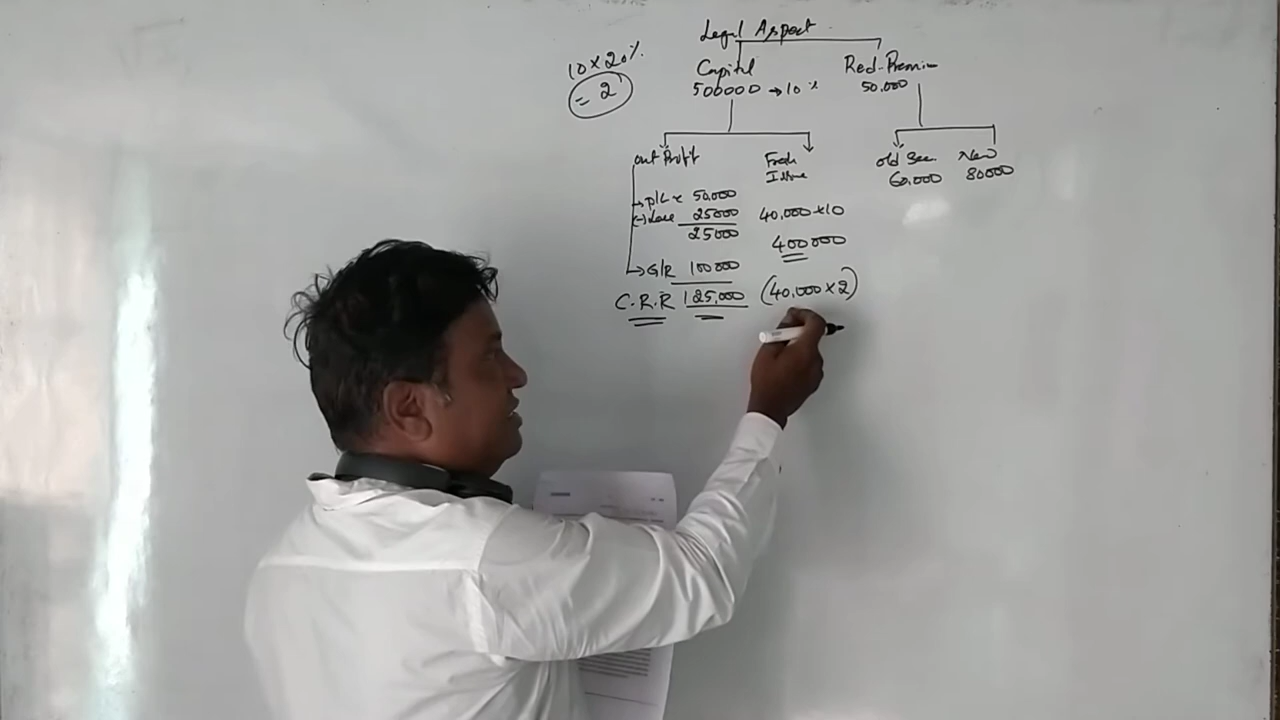 Legal Aspect
10 × 20%
= 2
Capital
500000 → 10%
Red. Premium
50,000
out Profit
→ P/L x 50,000
(-) Loss 25000
25000
→ G/R 100000
C.R.R 125,000
Fresh
Issue
40,000 × 10
400000
(40,000 × 2)
old Sec.
60,000
New
80000